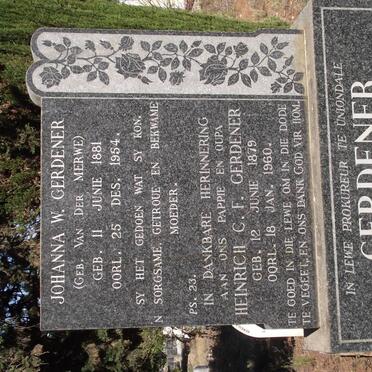 JOHANNA W. GERDENER
(GEB. VAN DER MERWE)
GEB. 11 JUNIE 1881
OORL. 25 DES. 1964.
SY HET GEDOEN WAT SY KON.
'N SORGSAME, GETROUE EN BEKWAME
MOEDER.
PS. 23.
IN DANKBARE HERINNERING
AAN ONS PAPPIE EN OUPA
HEINRICH C. F. GERDENER
GEB. 12 JUNIE 1879
OORL. 18 JAN. 1960.
TE GOED IN DIE LEWE OM IN DIE DOOD
TE VERGEET, EN ONS DANK GOD VIR HOM.
IN LEWE PROKUREUR TE UNIONDALE
GERDENER